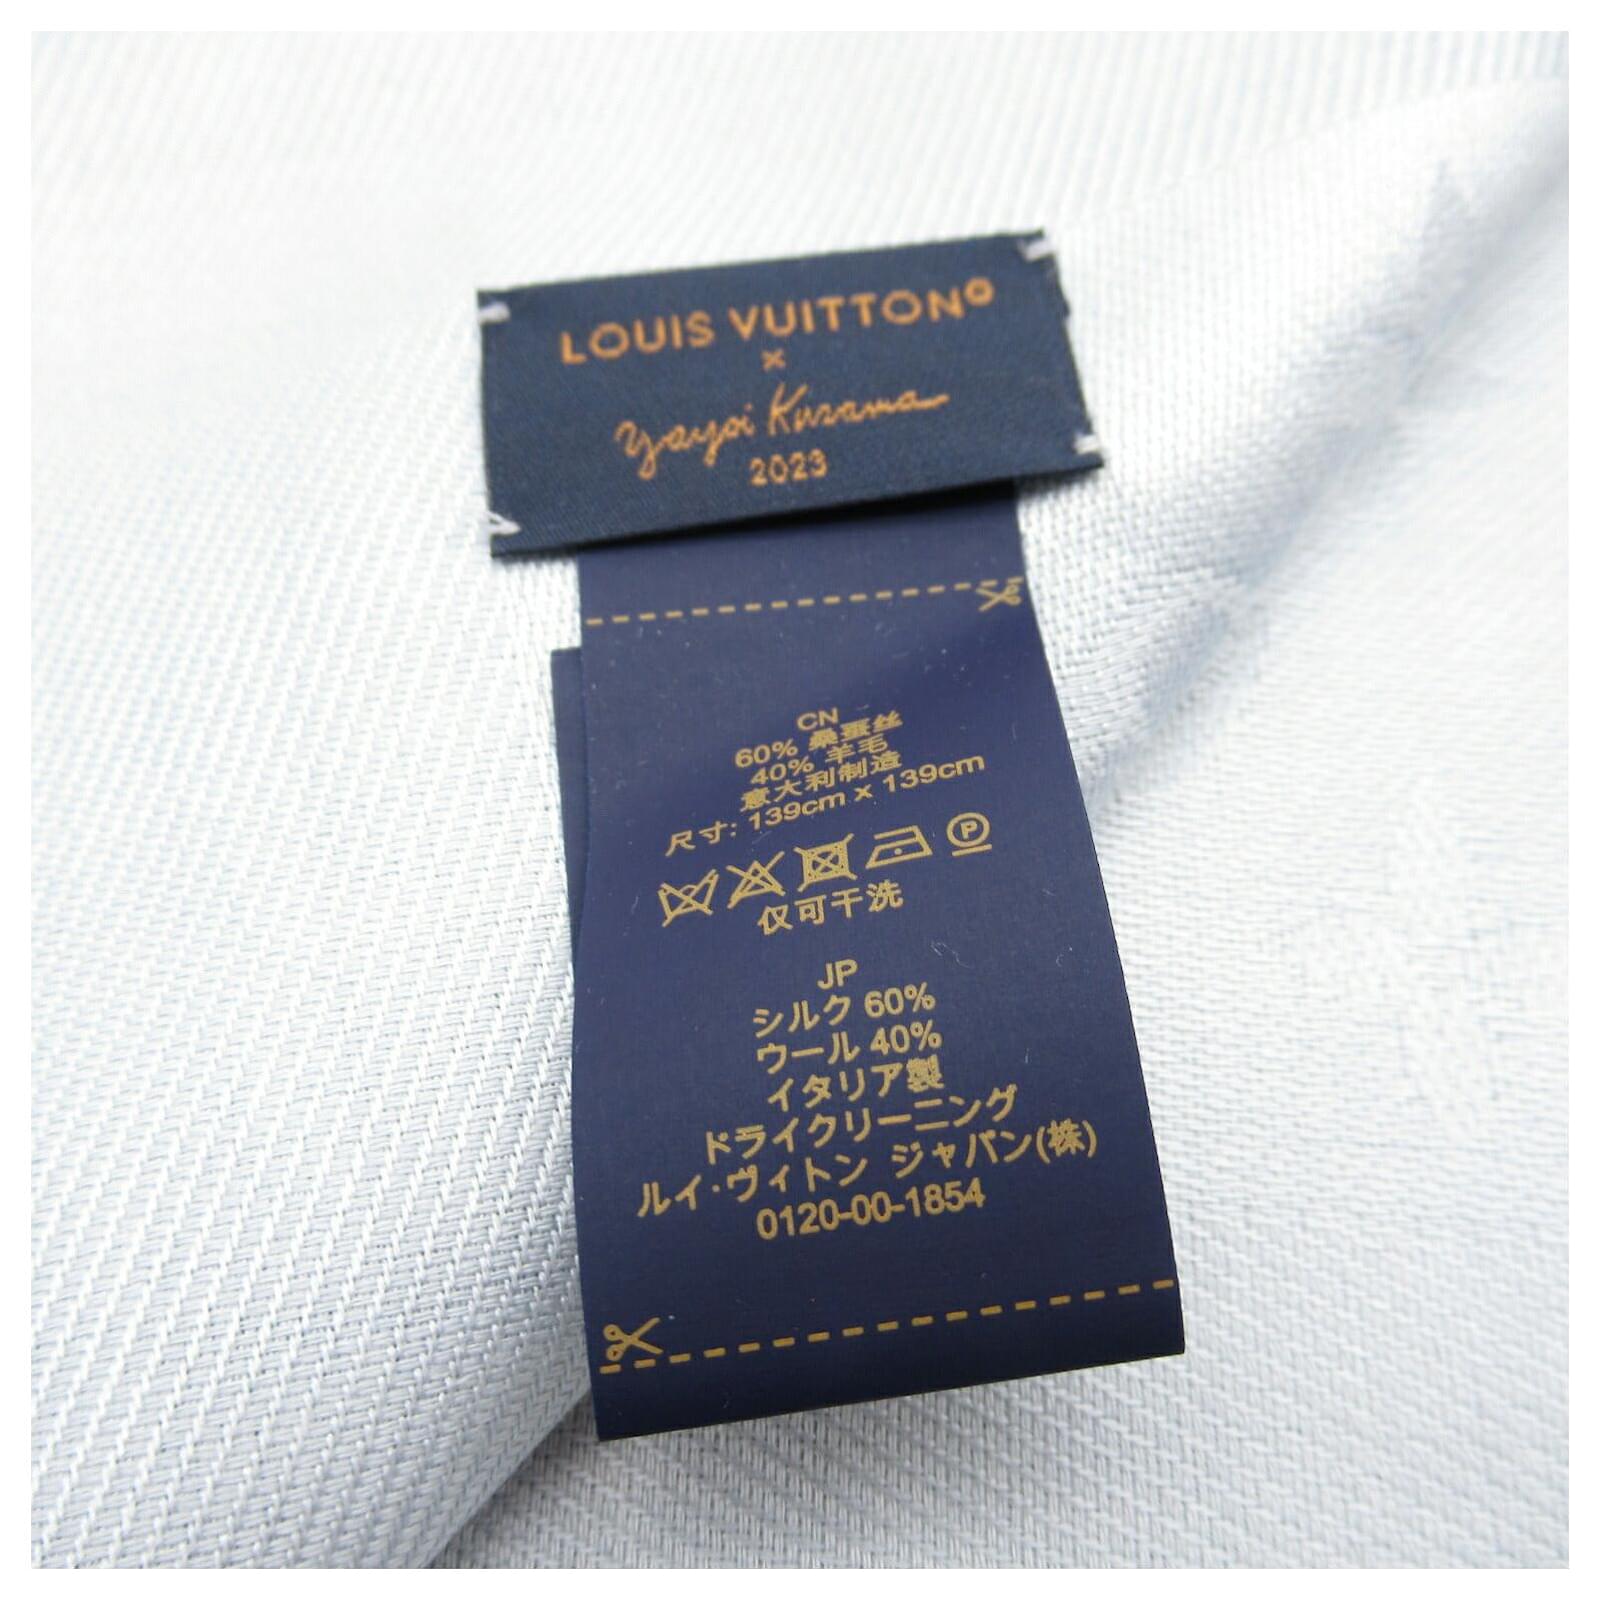 LOUIS VUITTON
×
Yayoi Kusama
2023
CN
60% 桑蚕丝
40% 羊毛
意大利制造
尺寸: 139cm x 139cm
P
仅可干洗
JP
シルク 60%
ウール 40%
イタリア製
ドライクリーニング
ルイ·ヴィトン ジャパン(株)
0120-00-1854